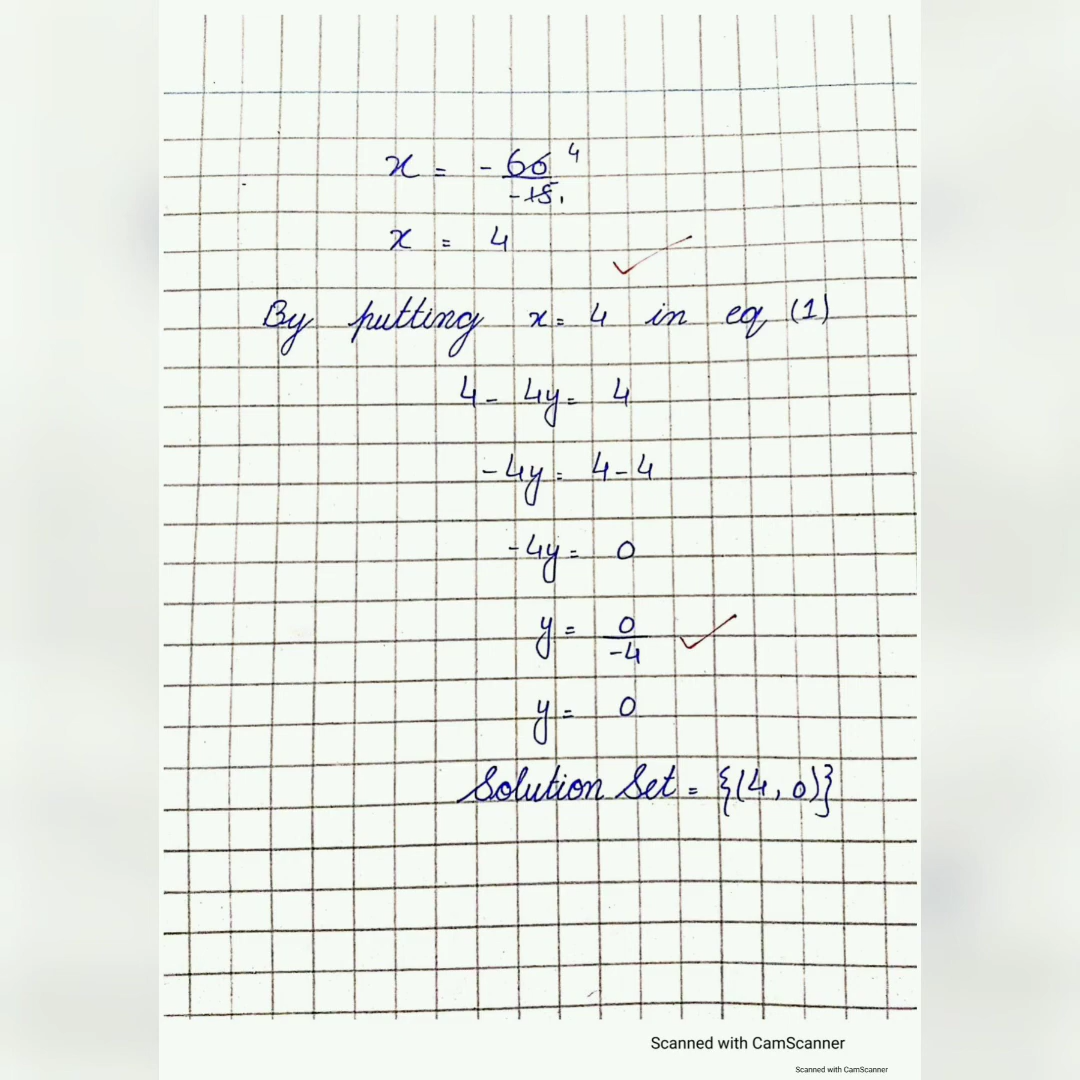 x = -60 4
-15 1
x = 4
By putting x = 4 in eq (1)
4 - 4y = 4
-4y = 4 - 4
-4y = 0
y = 0
-4
y = 0
Solution Set = {(4, 0)}
Scanned with CamScanner
Scanned with CamScanner